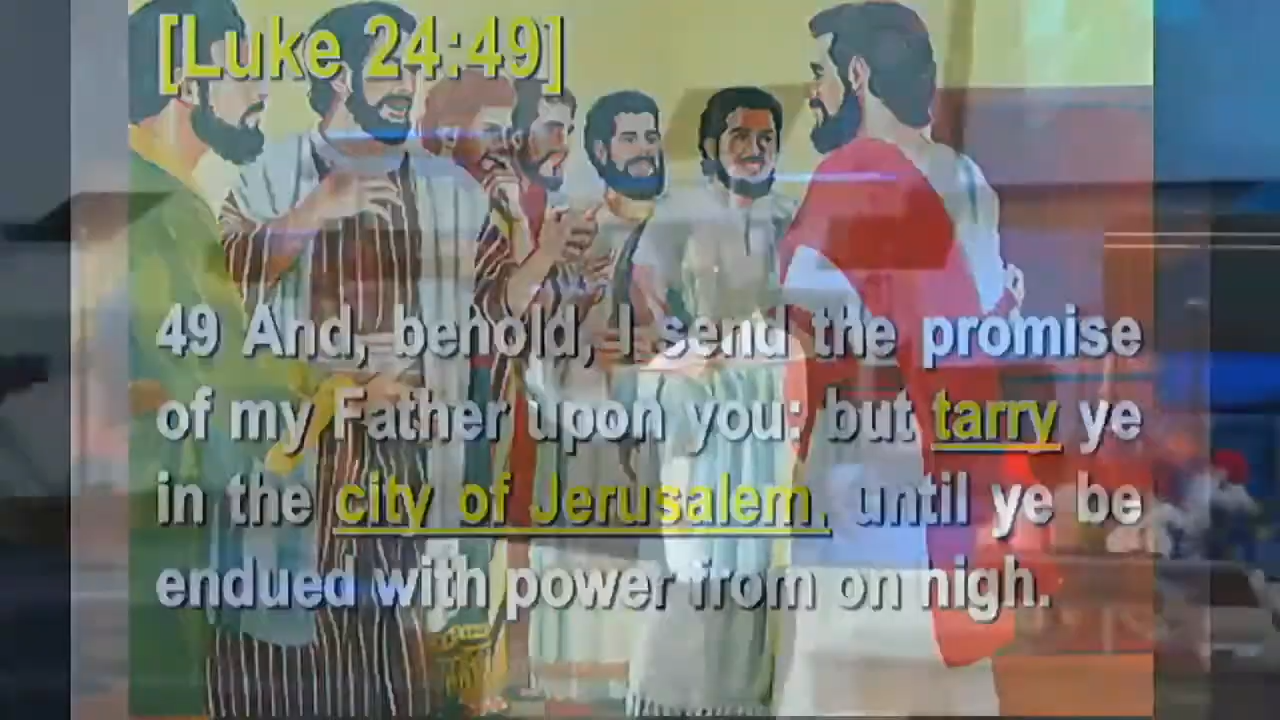 [Luke 24:49]
49 And, behold, I send the promise
of my Father upon you: but tarry ye
in the city of Jerusalem, until ye be
endued with power from on high.